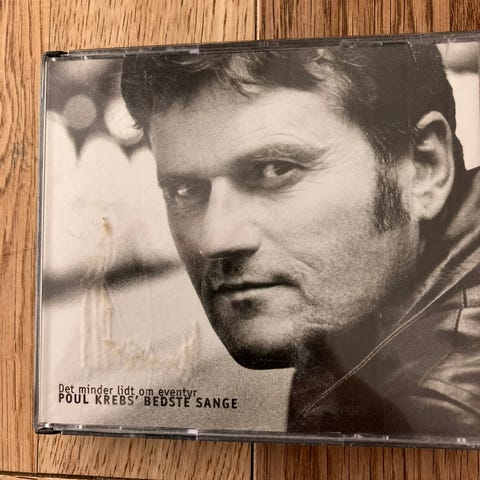 Det minder lidt om eventyr
POUL KREBS' BEDSTE SANGE